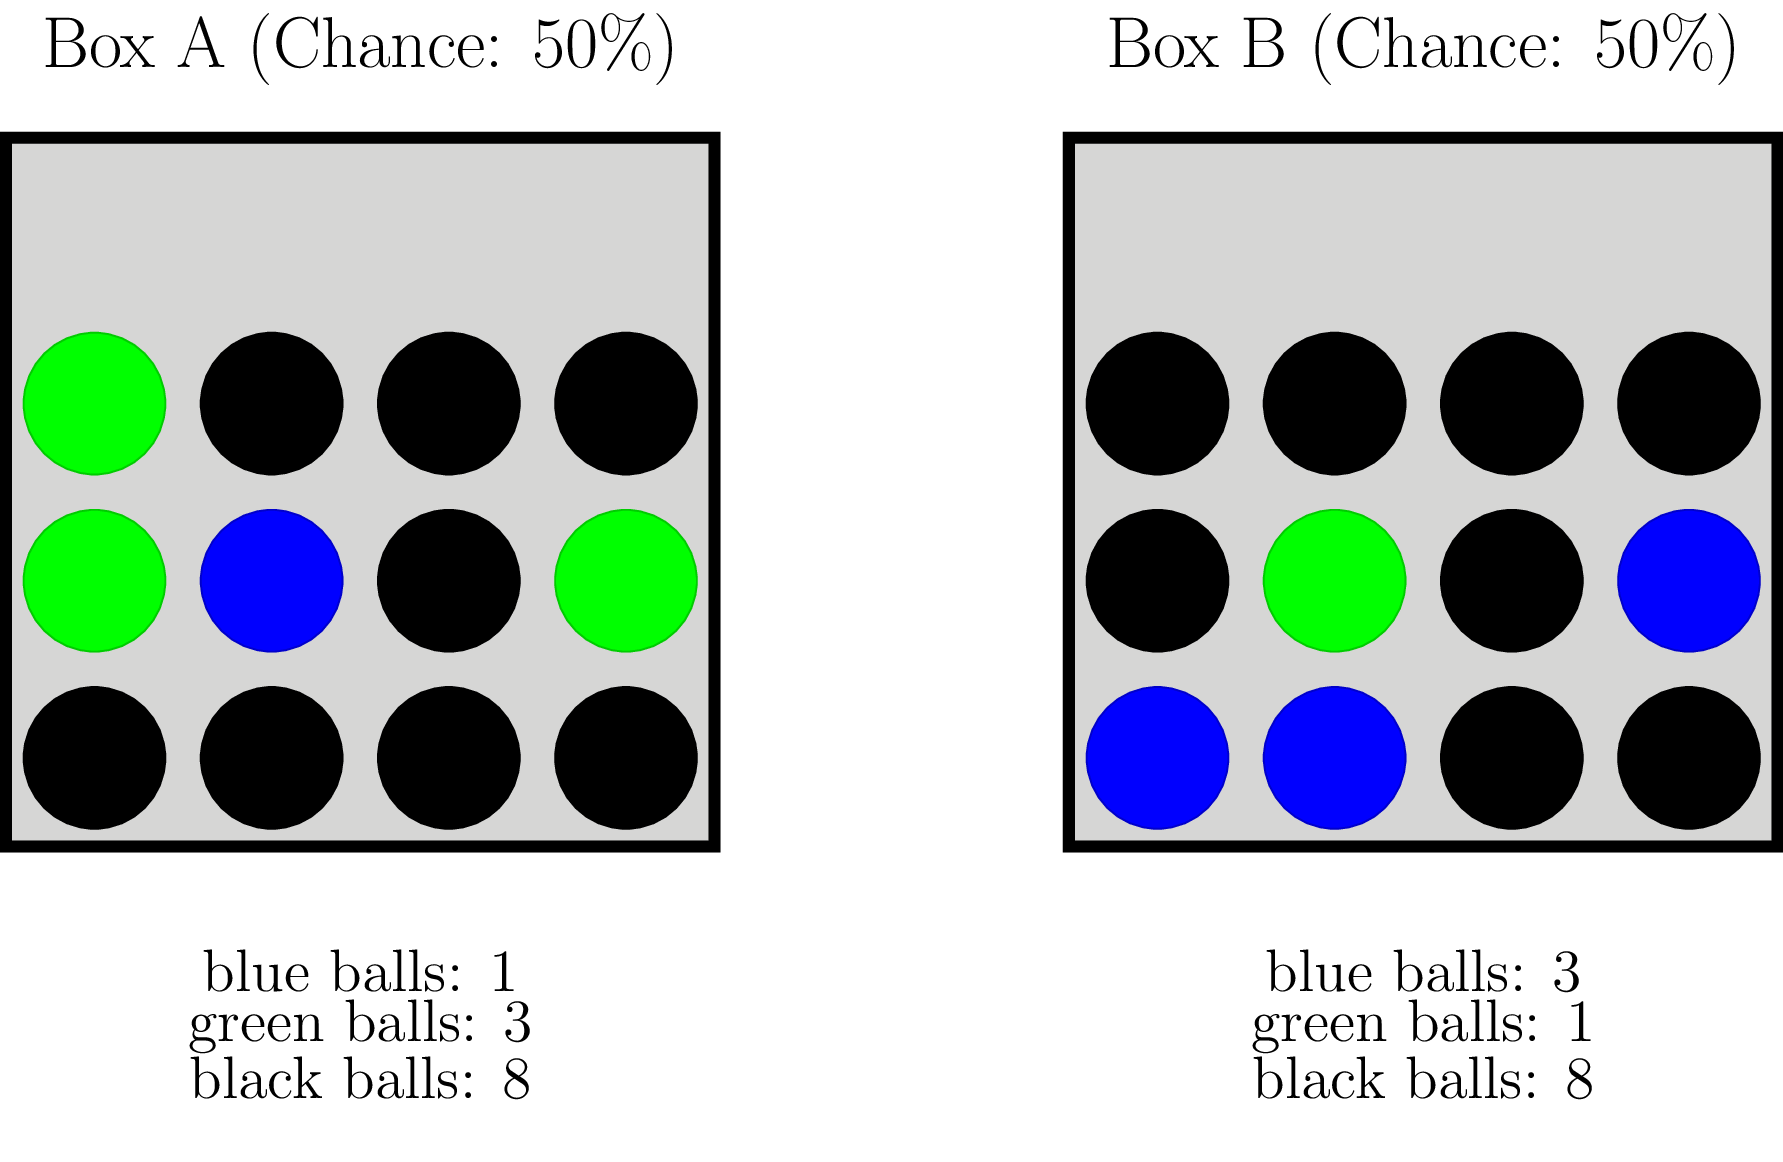 Box A (Chance: 50%)
Box B (Chance: 50%)
blue balls: 1
green balls: 3
black balls: 8
blue balls: 3
green balls: 1
black balls: 8